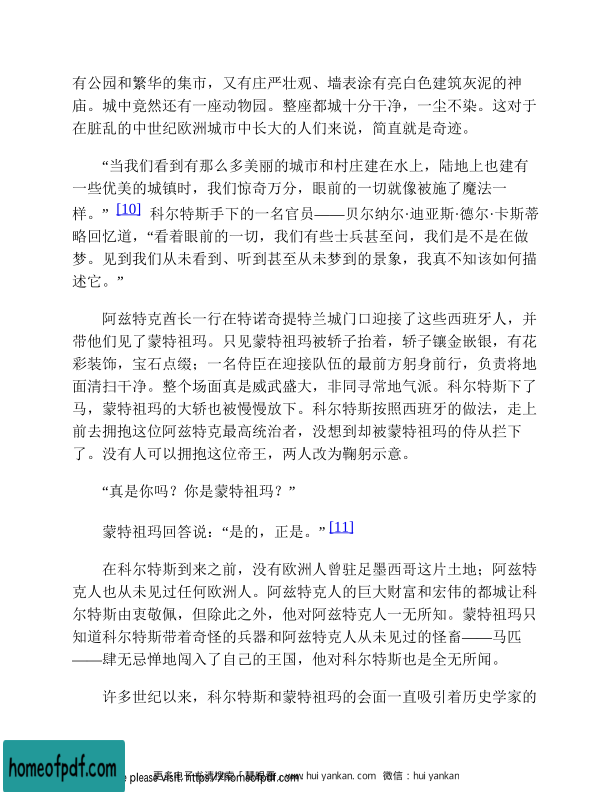 有公园和繁华的集市，又有庄严壮观、墙表涂有亮白色建筑灰泥的神
庙。城中竟然还有一座动物园。整座都城十分干净，一尘不染。这对于
在脏乱的中世纪欧洲城市中长大的人们来说，简直就是奇迹。
“当我们看到有那么多美丽的城市和村庄建在水上，陆地上也建有
一些优美的城镇时，我们惊奇万分，眼前的一切就像被施了魔法一
样。” [10] 科尔特斯手下的一名官员——贝尔纳尔·迪亚斯·德尔·卡斯蒂
略回忆道，“看着眼前的一切，我们有些士兵甚至问，我们是不是在做
梦。见到我们从未看到、听到甚至从未梦到的景象，我真不知该如何描
述它。”
阿兹特克酋长一行在特诺奇提特兰城门口迎接了这些西班牙人，并
带他们见了蒙特祖玛。只见蒙特祖玛被轿子抬着，轿子镶金嵌银，有花
彩装饰，宝石点缀；一名侍臣在迎接队伍的最前方躬身前行，负责将地
面清扫干净。整个场面真是威武盛大，非同寻常地气派。科尔特斯下了
马，蒙特祖玛的大轿也被慢慢放下。科尔特斯按照西班牙的做法，走上
前去拥抱这位阿兹特克最高统治者，没想到却被蒙特祖玛的侍从拦下
了。没有人可以拥抱这位帝王，两人改为鞠躬示意。
“真是你吗？你是蒙特祖玛？”
蒙特祖玛回答说：“是的，正是。” [11]
在科尔特斯到来之前，没有欧洲人曾驻足墨西哥这片土地；阿兹特
克人也从未见过任何欧洲人。阿兹特克人的巨大财富和宏伟的都城让科
尔特斯由衷敬佩，但除此之外，他对阿兹特克人一无所知。蒙特祖玛只
知道科尔特斯带着奇怪的兵器和阿兹特克人从未见过的怪畜——马匹
——肆无忌惮地闯入了自己的王国，他对科尔特斯也是全无所闻。
许多世纪以来，科尔特斯和蒙特祖玛的会面一直吸引着历史学家的
homeofpdf.com
please visit: https://homeofpdf.com
hui yankan. com 微信：hui yankan